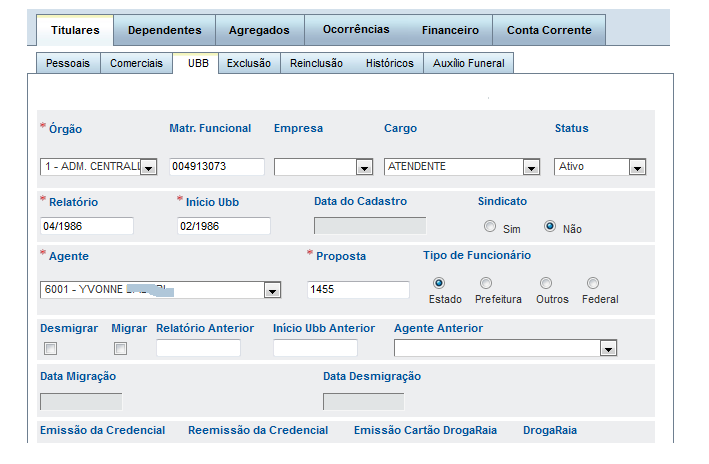 Titulares Dependentes Agregados Ocorrências Financeiro Conta Corrente
Pessoais Comerciais UBB Exclusão Reinclusão Históricos Auxílio Funeral
* Órgão Matr. Funcional Empresa Cargo Status
1 - ADM. CENTRALI 004913073 ATENDENTE Ativo
* Relatório * Início Ubb Data do Cadastro Sindicato
04/1986 02/1986 Sim Não
* Agente * Proposta Tipo de Funcionário
6001 - YVONNE 1455
Estado Prefeitura Outros Federal
Desmigrar Migrar Relatório Anterior Início Ubb Anterior Agente Anterior
Data Migração Data Desmigração
Emissão da Credencial Reemissão da Credencial Emissão Cartão DrogaRaia DrogaRaia